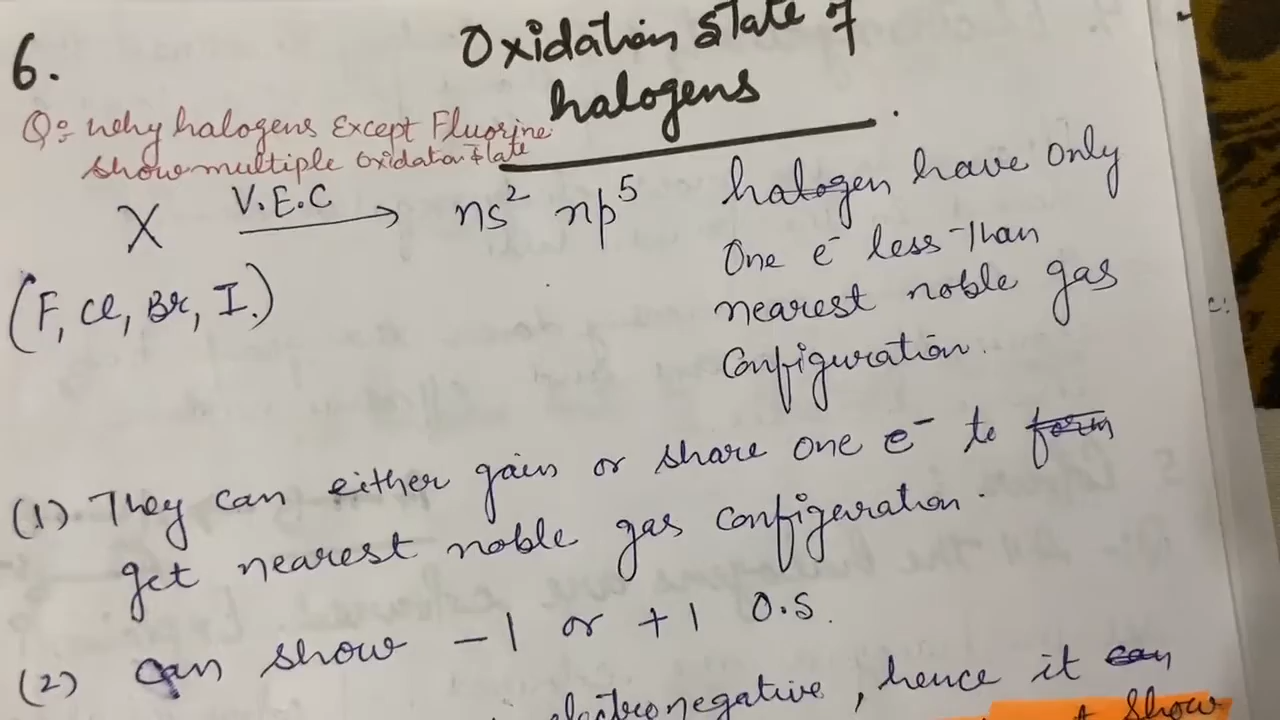 6.
Oxidation state of
halogens
Q: Why halogens Except Fluorine
show multiple oxidation state
X V.E.C → ns² np⁵
(F, Cl, Br, I.)
halogen have only
One e⁻ less than
nearest noble gas
Configuration.
(1) They can either gain or share one e⁻ to form
get nearest noble gas configuration.
(2) Can show -1 or +1 O.S.
electronegative, hence it can
show
c: